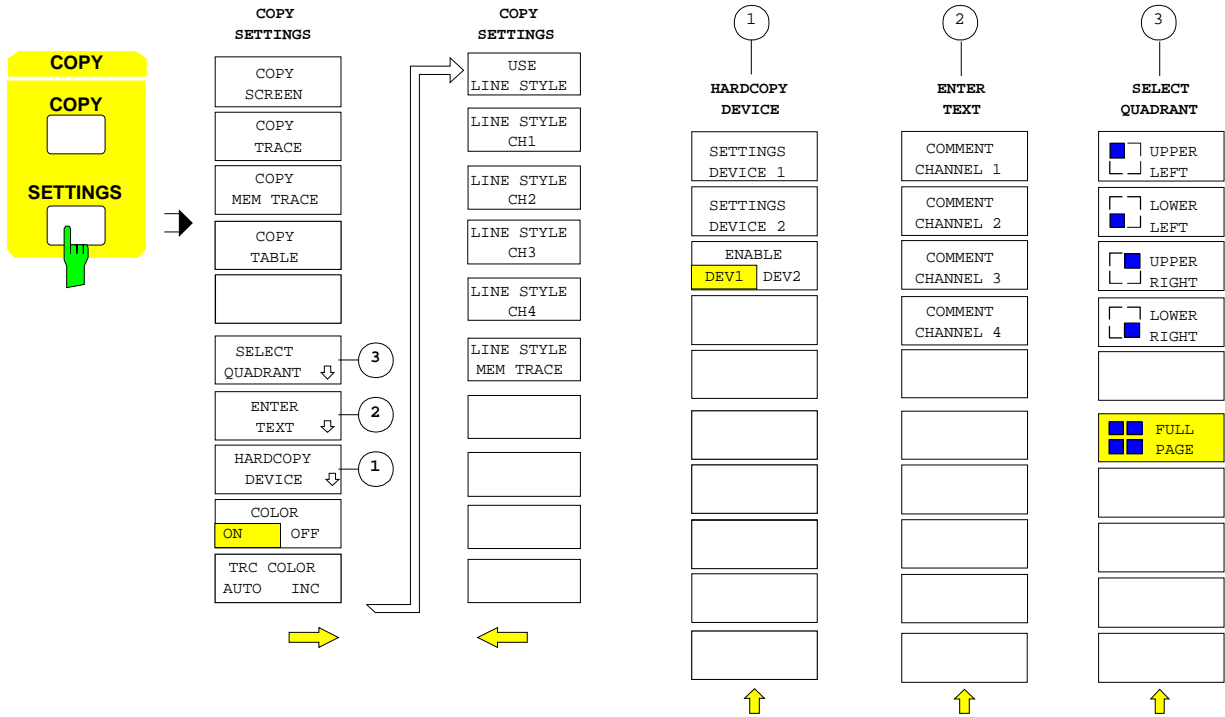 COPY
COPY
SETTINGS
COPY
SETTINGS
COPY
SCREEN
COPY
TRACE
COPY
MEM TRACE
COPY
TABLE
SELECT
QUADRANT
3
ENTER
TEXT
2
HARDCOPY
DEVICE
1
COLOR
ON OFF
TRC COLOR
AUTO INC
COPY
SETTINGS
USE
LINE STYLE
LINE STYLE
CH1
LINE STYLE
CH2
LINE STYLE
CH3
LINE STYLE
CH4
LINE STYLE
MEM TRACE
1
HARDCOPY
DEVICE
SETTINGS
DEVICE 1
SETTINGS
DEVICE 2
ENABLE
DEV1 DEV2
2
ENTER
TEXT
COMMENT
CHANNEL 1
COMMENT
CHANNEL 2
COMMENT
CHANNEL 3
COMMENT
CHANNEL 4
3
SELECT
QUADRANT
UPPER
LEFT
LOWER
LEFT
UPPER
RIGHT
LOWER
RIGHT
FULL
PAGE